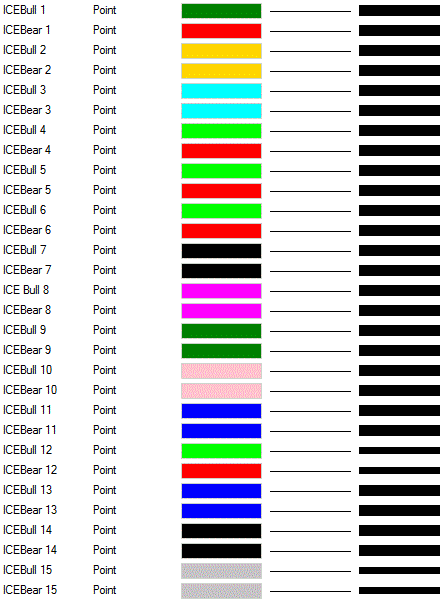 ICEBull 1 Point
ICEBear 1 Point
ICEBull 2 Point
ICEBear 2 Point
ICEBull 3 Point
ICEBear 3 Point
ICEBull 4 Point
ICEBear 4 Point
ICEBull 5 Point
ICEBear 5 Point
ICEBull 6 Point
ICEBear 6 Point
ICEBull 7 Point
ICEBear 7 Point
ICE Bull 8 Point
ICEBear 8 Point
ICEBull 9 Point
ICEBear 9 Point
ICEBull 10 Point
ICEBear 10 Point
ICEBull 11 Point
ICEBear 11 Point
ICEBull 12 Point
ICEBear 12 Point
ICEBull 13 Point
ICEBear 13 Point
ICEBull 14 Point
ICEBear 14 Point
ICEBull 15 Point
ICEBear 15 Point